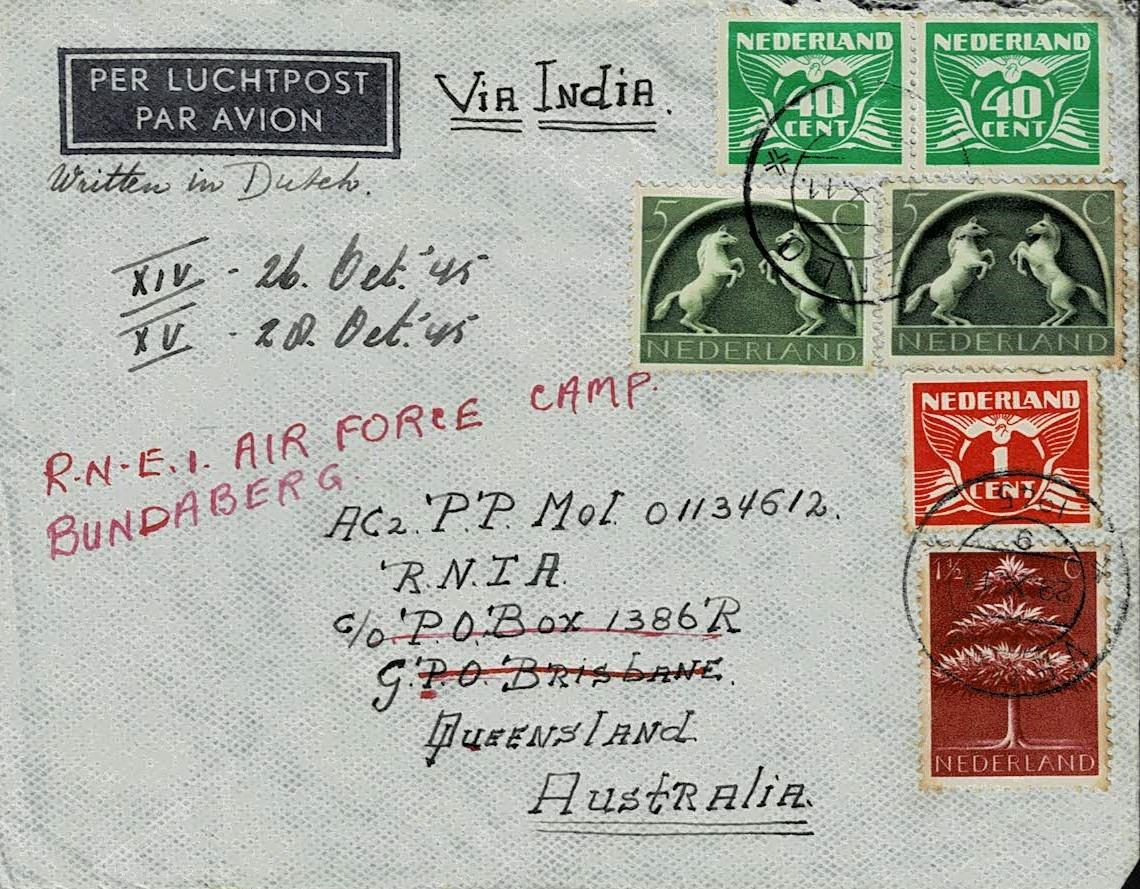 PER LUCHTPOST
PAR AVION
Via India.
Written in Dutch.
XIV - 26. Oct. '45
XV - 28. Oct. '45
R.N.E.I. AIR FORCE CAMP.
BUNDABERG.
AC2. P.P Mol 01134612.
R.N.I A.
c/o P.O. Box 1386 R
G.P.O. BRISBANE.
QUEENSLAND
AUSTRALIA.
NEDERLAND
40
CENT
NEDERLAND
40
CENT
5 C
NEDERLAND
5 C
NEDERLAND
NEDERLAND
1
CENT
1½ C
NEDERLAND